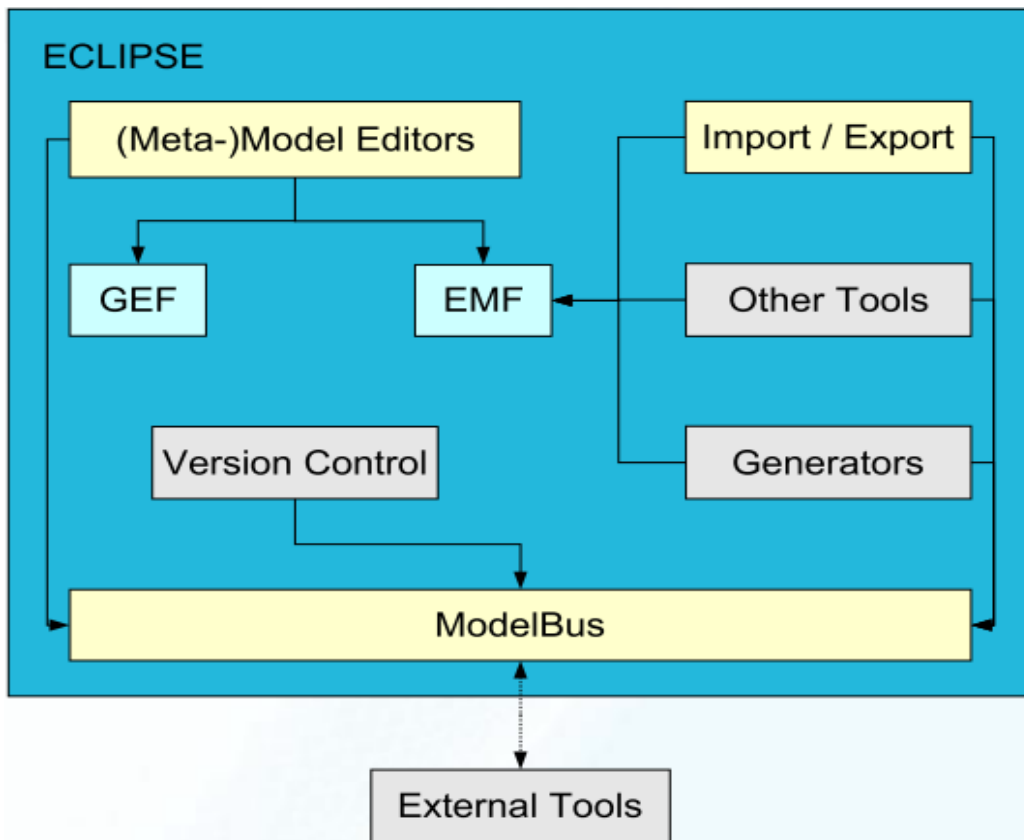 ECLIPSE
(Meta-)Model Editors
Import / Export
GEF
EMF
Other Tools
Version Control
Generators
ModelBus
External Tools